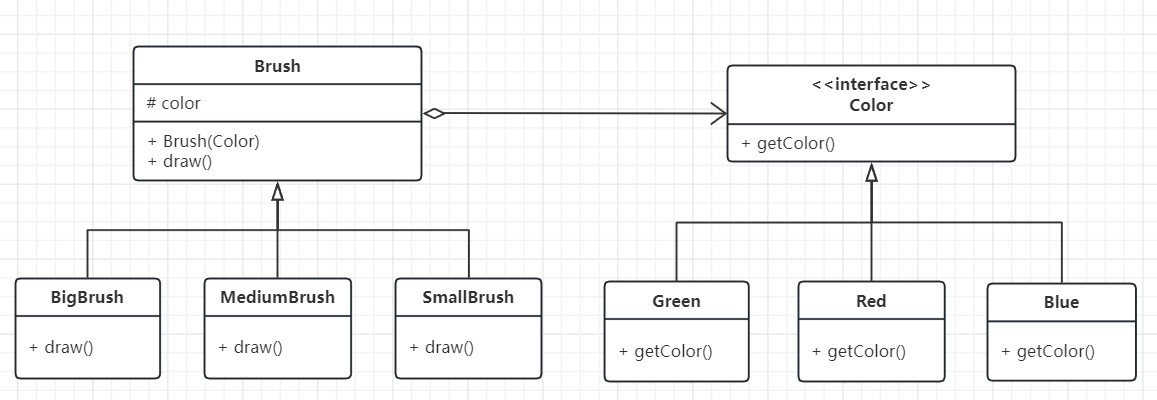 Brush
# color
+ Brush(Color)
+ draw()
<<interface>>
Color
+ getColor()
BigBrush
+ draw()
MediumBrush
+ draw()
SmallBrush
+ draw()
Green
+ getColor()
Red
+ getColor()
Blue
+ getColor()